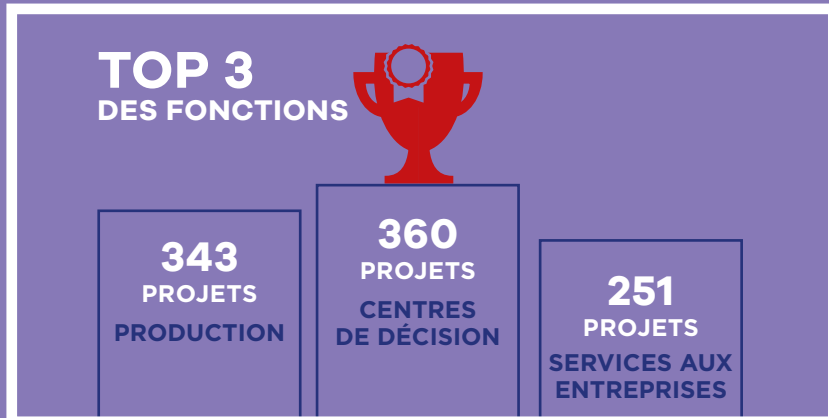 TOP 3
DES FONCTIONS
343
PROJETS
PRODUCTION
360
PROJETS
CENTRES
DE DÉCISION
251
PROJETS
SERVICES AUX
ENTREPRISES